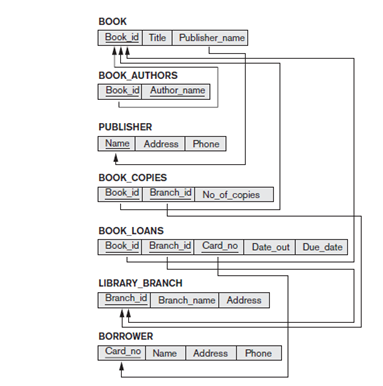 BOOK
Book_id Title Publisher_name
BOOK_AUTHORS
Book_id Author_name
PUBLISHER
Name Address Phone
BOOK_COPIES
Book_id Branch_id No_of_copies
BOOK_LOANS
Book_id Branch_id Card_no Date_out Due_date
LIBRARY_BRANCH
Branch_id Branch_name Address
BORROWER
Card_no Name Address Phone